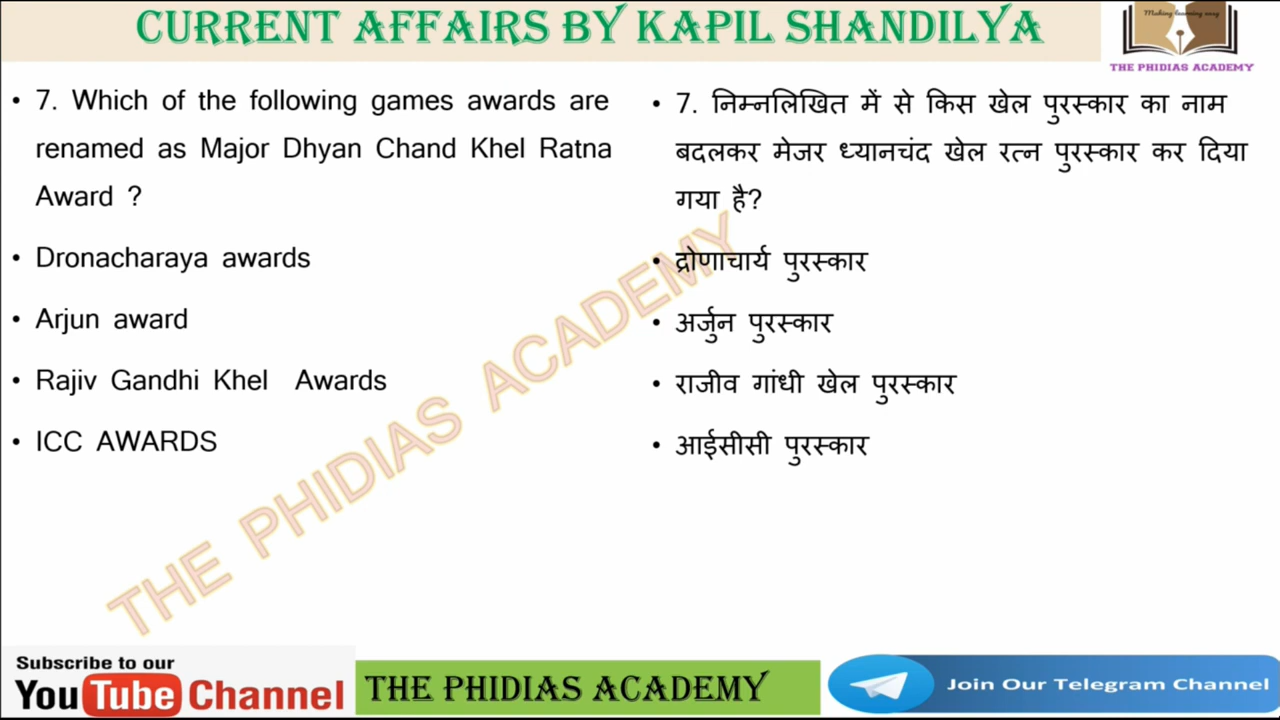 CURRENT AFFAIRS BY KAPIL SHANDILYA
Making learning easy
THE PHIDIAS ACADEMY
• 7. Which of the following games awards are
renamed as Major Dhyan Chand Khel Ratna
Award ?
• Dronacharaya awards
• Arjun award
• Rajiv Gandhi Khel Awards
• ICC AWARDS
• 7. निम्नलिखित में से किस खेल पुरस्कार का नाम
बदलकर मेजर ध्यानचंद खेल रत्न पुरस्कार कर दिया
गया है?
• द्रोणाचार्य पुरस्कार
• अर्जुन पुरस्कार
• राजीव गांधी खेल पुरस्कार
• आईसीसी पुरस्कार
THE PHIDIAS ACADEMY
Subscribe to our
YouTube Channel
THE PHIDIAS ACADEMY
Join Our Telegram Channel